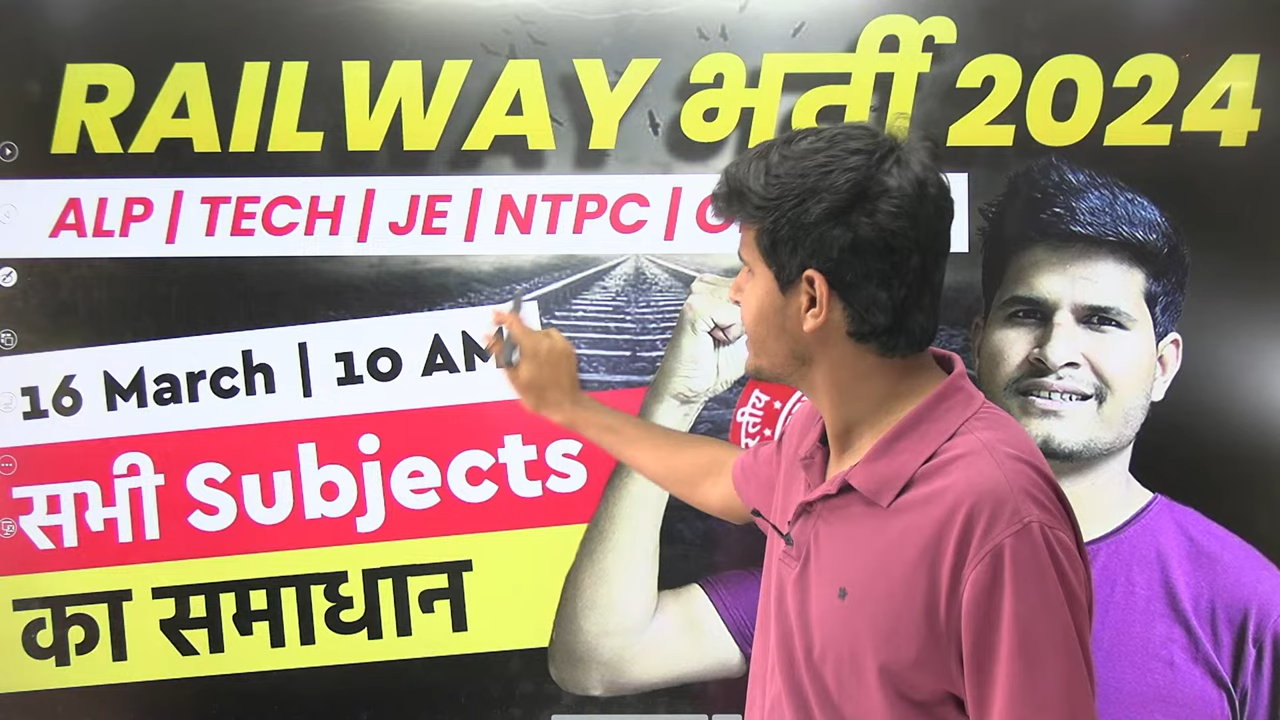 RAILWAY भर्ती 2024
ALP | TECH | JE | NTPC |
16 March | 10 AM
सभी Subjects
का समाधान